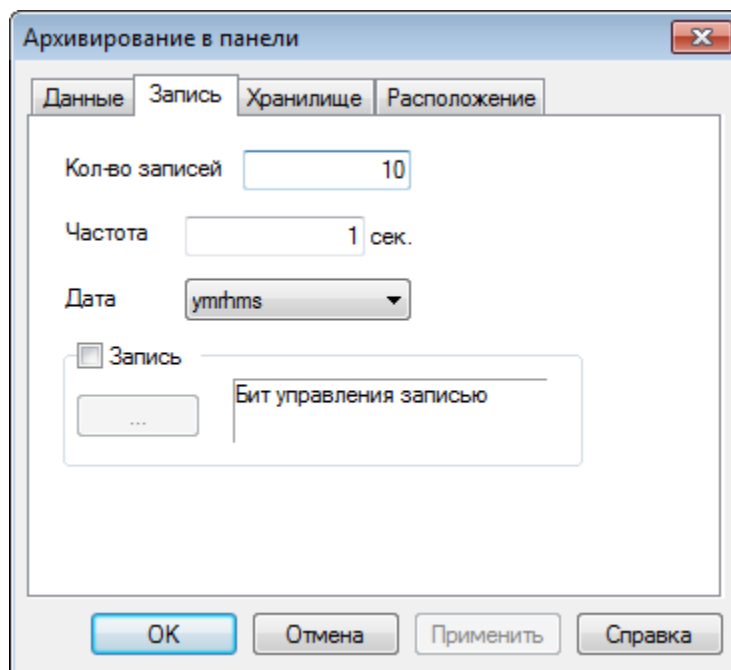 Архивирование в панели
Данные Запись Хранилище Расположение
Кол-во записей 10
Частота 1 сек.
Дата ymrhms
Запись
... Бит управления записью
OK Отмена Применить Справка